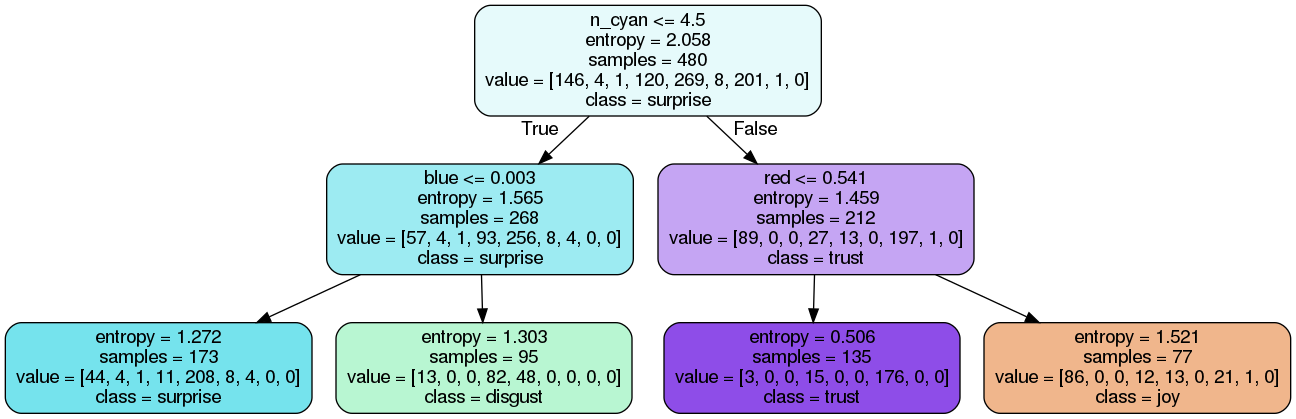 n_cyan <= 4.5
entropy = 2.058
samples = 480
value = [146, 4, 1, 120, 269, 8, 201, 1, 0]
class = surprise
True
False
blue <= 0.003
entropy = 1.565
samples = 268
value = [57, 4, 1, 93, 256, 8, 4, 0, 0]
class = surprise
red <= 0.541
entropy = 1.459
samples = 212
value = [89, 0, 0, 27, 13, 0, 197, 1, 0]
class = trust
entropy = 1.272
samples = 173
value = [44, 4, 1, 11, 208, 8, 4, 0, 0]
class = surprise
entropy = 1.303
samples = 95
value = [13, 0, 0, 82, 48, 0, 0, 0, 0]
class = disgust
entropy = 0.506
samples = 135
value = [3, 0, 0, 15, 0, 0, 176, 0, 0]
class = trust
entropy = 1.521
samples = 77
value = [86, 0, 0, 12, 13, 0, 21, 1, 0]
class = joy